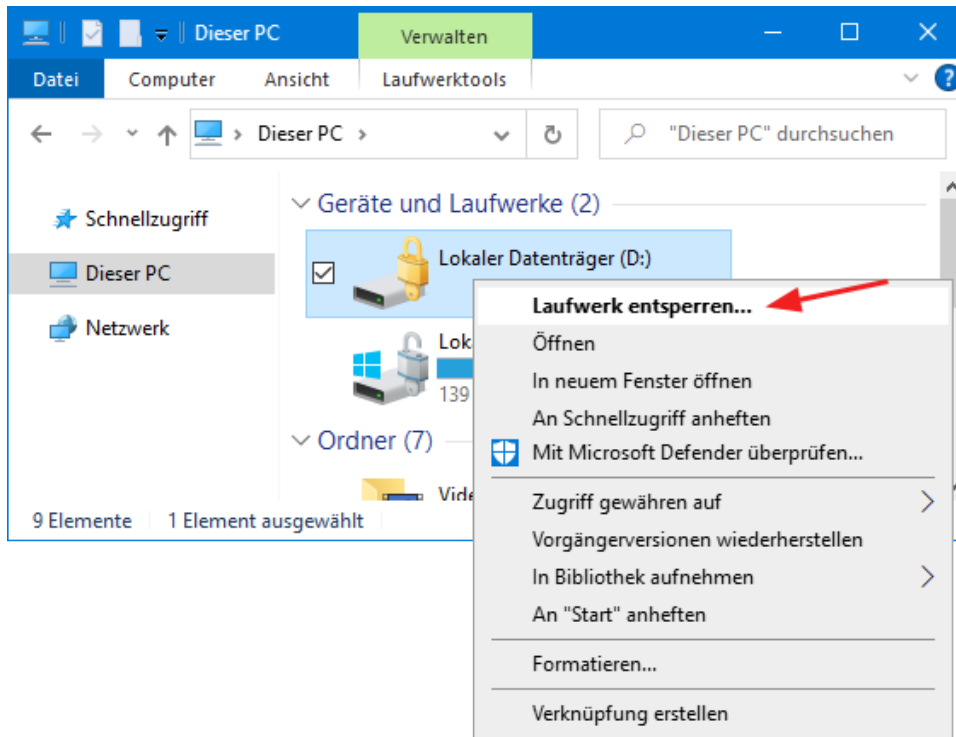 Dieser PC
Verwalten
Datei Computer Ansicht Laufwerktools
Dieser PC "Dieser PC" durchsuchen
Schnellzugriff
Dieser PC
Netzwerk
Geräte und Laufwerke (2)
Lokaler Datenträger (D:)
Lok
139
Ordner (7)
Vide
9 Elemente 1 Element ausgewählt
Laufwerk entsperren...
Öffnen
In neuem Fenster öffnen
An Schnellzugriff anheften
Mit Microsoft Defender überprüfen...
Zugriff gewähren auf
Vorgängerversionen wiederherstellen
In Bibliothek aufnehmen
An "Start" anheften
Formatieren...
Verknüpfung erstellen